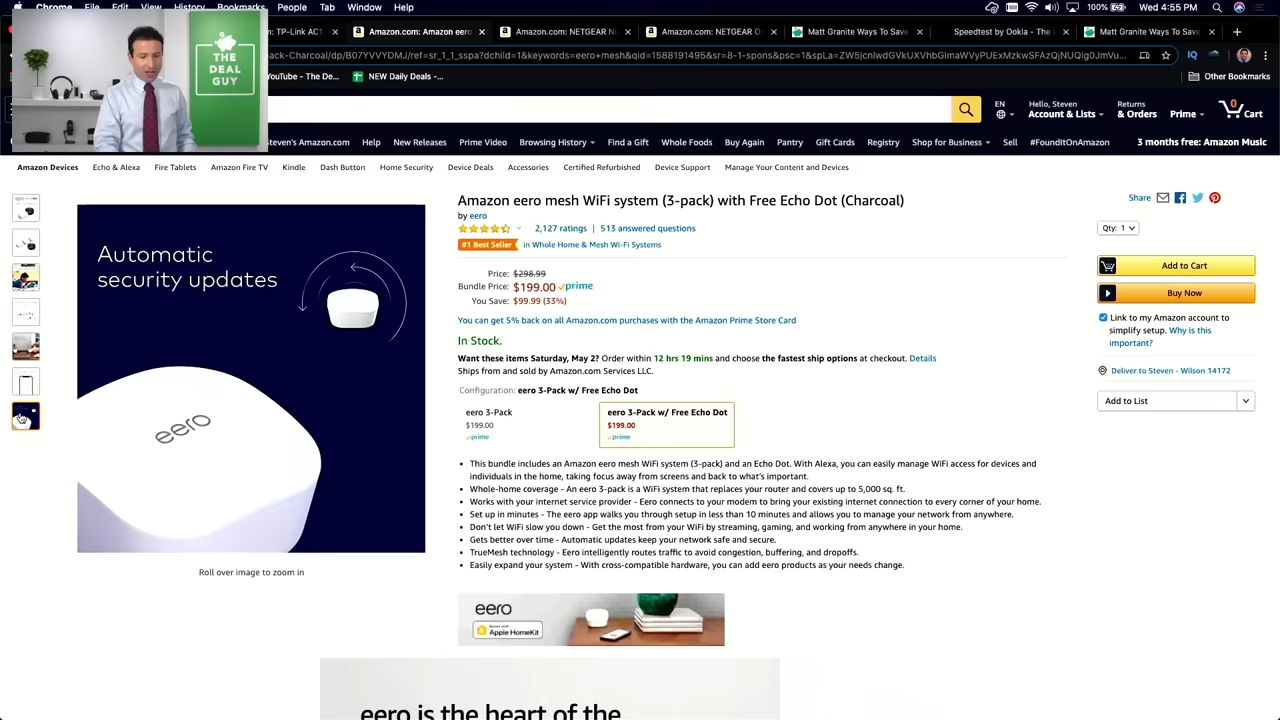 Chrome File Edit View History Bookmarks People Tab Window Help
100% Wed 4:55 PM
THE
DEAL
GUY
TP-Link AC1
Amazon.com: Amazon eero
Amazon.com: NETGEAR N
Amazon.com: NETGEAR O
Matt Granite Ways To Save
Speedtest by Ookla - The
Matt Granite Ways To Save
YouTube - The De...
NEW Daily Deals -...
Other Bookmarks
EN
Hello, Steven
Account & Lists
Returns
& Orders
Prime
0
Cart
Steven's Amazon.com Help New Releases Prime Video Browsing History Find a Gift Whole Foods Buy Again Pantry Gift Cards Registry Shop for Business Sell #FoundItOnAmazon 3 months free: Amazon Music
Amazon Devices Echo & Alexa Fire Tablets Amazon Fire TV Kindle Dash Button Home Security Device Deals Accessories Certified Refurbished Device Support Manage Your Content and Devices
Automatic
security updates
eero
Roll over image to zoom in
Amazon eero mesh WiFi system (3-pack) with Free Echo Dot (Charcoal)
by eero
2,127 ratings | 513 answered questions
#1 Best Seller in Whole Home & Mesh Wi-Fi Systems
Price: $298.99
Bundle Price: $199.00 prime
You Save: $99.99 (33%)
You can get 5% back on all Amazon.com purchases with the Amazon Prime Store Card
In Stock.
Want these items Saturday, May 2? Order within 12 hrs 19 mins and choose the fastest ship options at checkout. Details
Ships from and sold by Amazon.com Services LLC.
Configuration: eero 3-Pack w/ Free Echo Dot
eero 3-Pack
$199.00
prime
eero 3-Pack w/ Free Echo Dot
$199.00
prime
• This bundle includes an Amazon eero mesh WiFi system (3-pack) and an Echo Dot. With Alexa, you can easily manage WiFi access for devices and
individuals in the home, taking focus away from screens and back to what's important.
• Whole-home coverage - An eero 3-pack is a WiFi system that replaces your router and covers up to 5,000 sq. ft.
• Works with your internet service provider - Eero connects to your modem to bring your existing internet connection to every corner of your home.
• Set up in minutes - The eero app walks you through setup in less than 10 minutes and allows you to manage your network from anywhere.
• Don't let WiFi slow you down - Get the most from your WiFi by streaming, gaming, and working from anywhere in your home.
• Gets better over time - Automatic updates keep your network safe and secure.
• TrueMesh technology - Eero intelligently routes traffic to avoid congestion, buffering, and dropoffs.
• Easily expand your system - With cross-compatible hardware, you can add eero products as your needs change.
eero
Works with
Apple HomeKit
eero is the heart of the
Share
Qty: 1
Add to Cart
Buy Now
Link to my Amazon account to
simplify setup. Why is this
important?
Deliver to Steven - Wilson 14172
Add to List